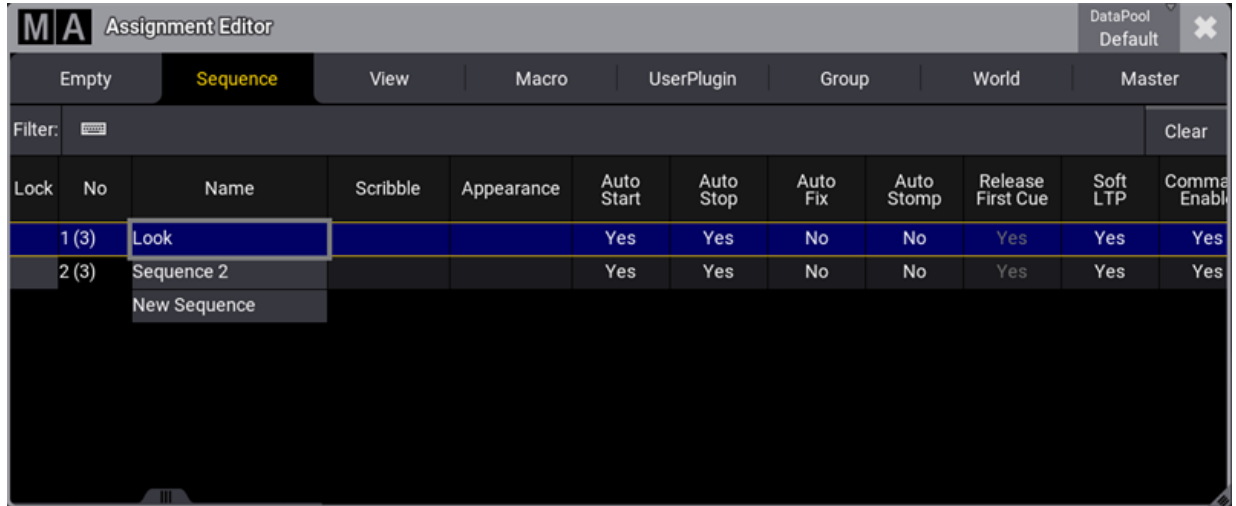 MA Assignment Editor DataPool
Default
Empty Sequence View Macro UserPlugin Group World Master
Filter: Clear
Lock No Name Scribble Appearance Auto Start Auto Stop Auto Fix Auto Stomp Release First Cue Soft LTP Comma Enabl
1 (3) Look Yes Yes No No Yes Yes Yes
2 (3) Sequence 2 Yes Yes No No Yes Yes Yes
New Sequence